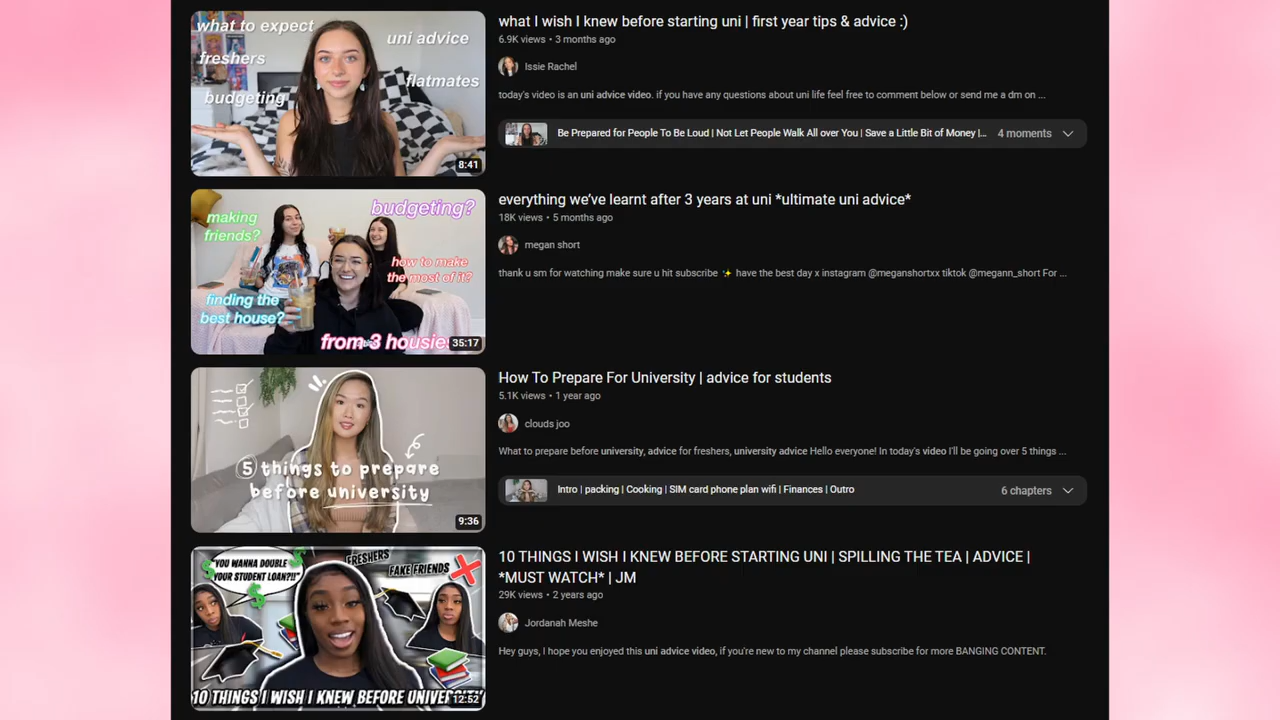 what to expect
uni advice
freshers
flatmates
budgeting
8:41
what I wish I knew before starting uni | first year tips & advice :)
6.9K views • 3 months ago
Issie Rachel
today's video is an uni advice video. if you have any questions about uni life feel free to comment below or send me a dm on ...
Be Prepared for People To Be Loud | Not Let People Walk All over You | Save a Little Bit of Money |...
4 moments
budgeting?
making
friends?
how to make
the most of it?
finding the
best house?
from 3 housies
35:17
everything we've learnt after 3 years at uni *ultimate uni advice*
18K views • 5 months ago
megan short
thank u sm for watching make sure u hit subscribe ✨ have the best day x instagram @meganshortxx tiktok @megann_short For ...
5 things to prepare
before university
9:36
How To Prepare For University | advice for students
5.1K views • 1 year ago
clouds joo
What to prepare before university, advice for freshers, university advice Hello everyone! In today's video I'll be going over 5 things ...
Intro | packing | Cooking | SIM card phone plan wifi | Finances | Outro
6 chapters
"YOU WANNA DOUBLE
YOUR STUDENT LOAN?!!"
FRESHERS
FAKE FRIENDS
10 THINGS I WISH I KNEW BEFORE UNIVERSITY
12:52
10 THINGS I WISH I KNEW BEFORE STARTING UNI | SPILLING THE TEA | ADVICE |
*MUST WATCH* | JM
29K views • 2 years ago
Jordanah Meshe
Hey guys, I hope you enjoyed this uni advice video, if you're new to my channel please subscribe for more BANGING CONTENT.